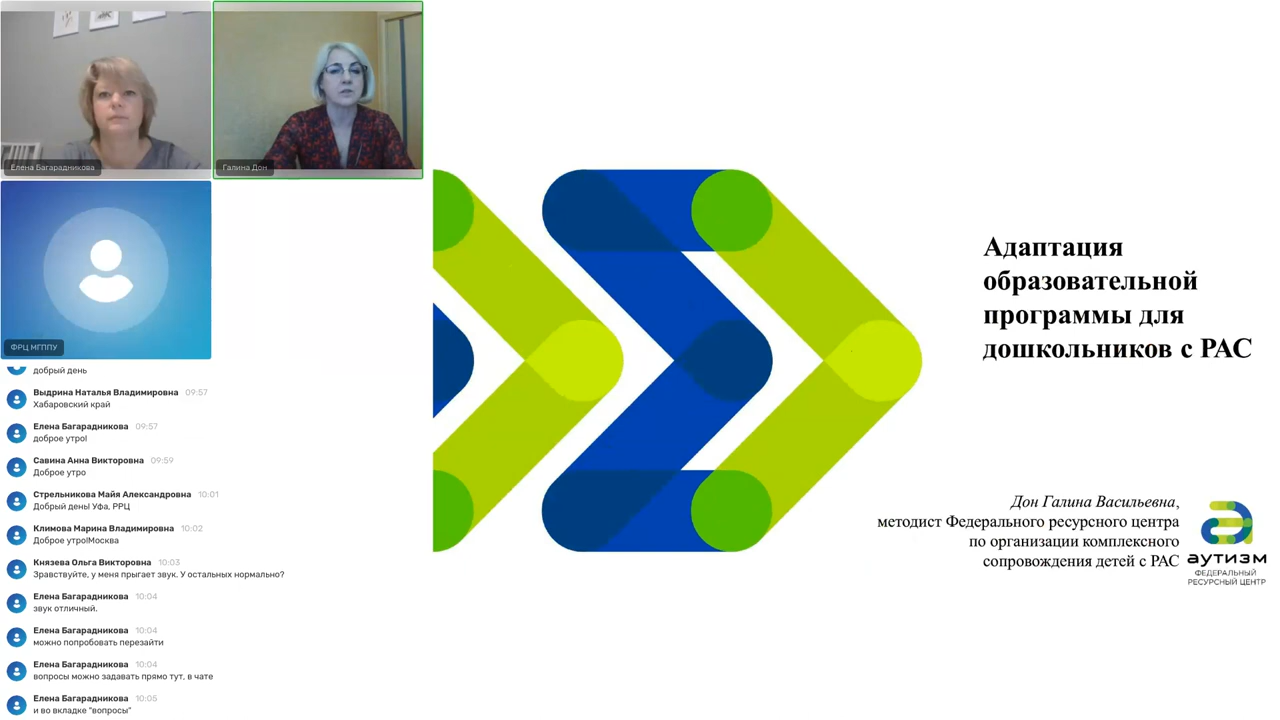 Елена Багарадникова
Галина Дон
ФРЦ МГППУ
добрый день
Выдрина Наталья Владимировна 09:57
Хабаровский край
Елена Багарадникова 09:57
доброе утро!
Савина Анна Викторовна 09:59
Доброе утро
Стрельникова Майя Александровна 10:01
Добрый день! Уфа, РРЦ
Климова Марина Владимировна 10:02
Доброе утро!Москва
Князева Ольга Викторовна 10:03
Зравствуйте, у меня прыгает звук. У остальных нормально?
Елена Багарадникова 10:04
звук отличный.
Елена Багарадникова 10:04
можно попробовать перезайти
Елена Багарадникова 10:04
вопросы можно задавать прямо тут, в чате
Елена Багарадникова 10:05
и во вкладке "вопросы"
Адаптация
образовательной
программы для
дошкольников с РАС
Дон Галина Васильевна,
методист Федерального ресурсного центра
по организации комплексного
сопровождения детей с РАС
аутизм
ФЕДЕРАЛЬНЫЙ
РЕСУРСНЫЙ ЦЕНТР